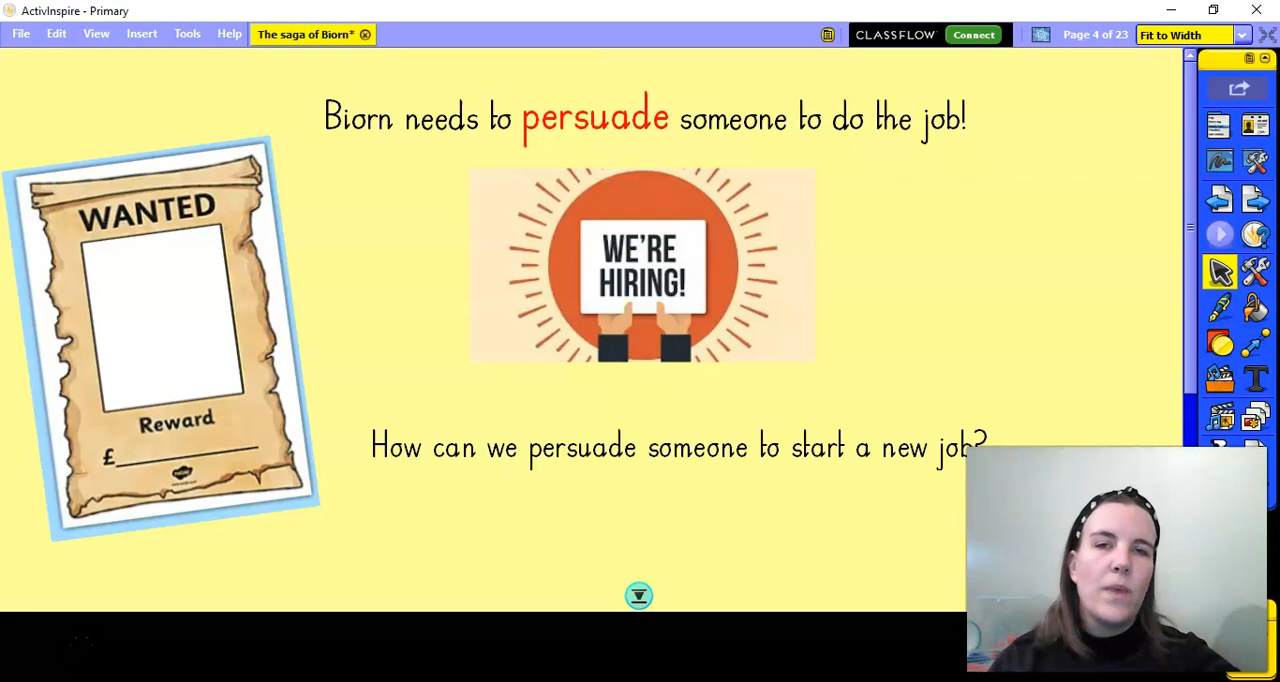 ActivInspire - Primary
File Edit View Insert Tools Help The saga of Biorn* CLASSFLOW Connect Page 4 of 23 Fit to Width
Biorn needs to persuade someone to do the job!
WANTED
WE'RE
HIRING!
Reward
£
How can we persuade someone to start a new job?